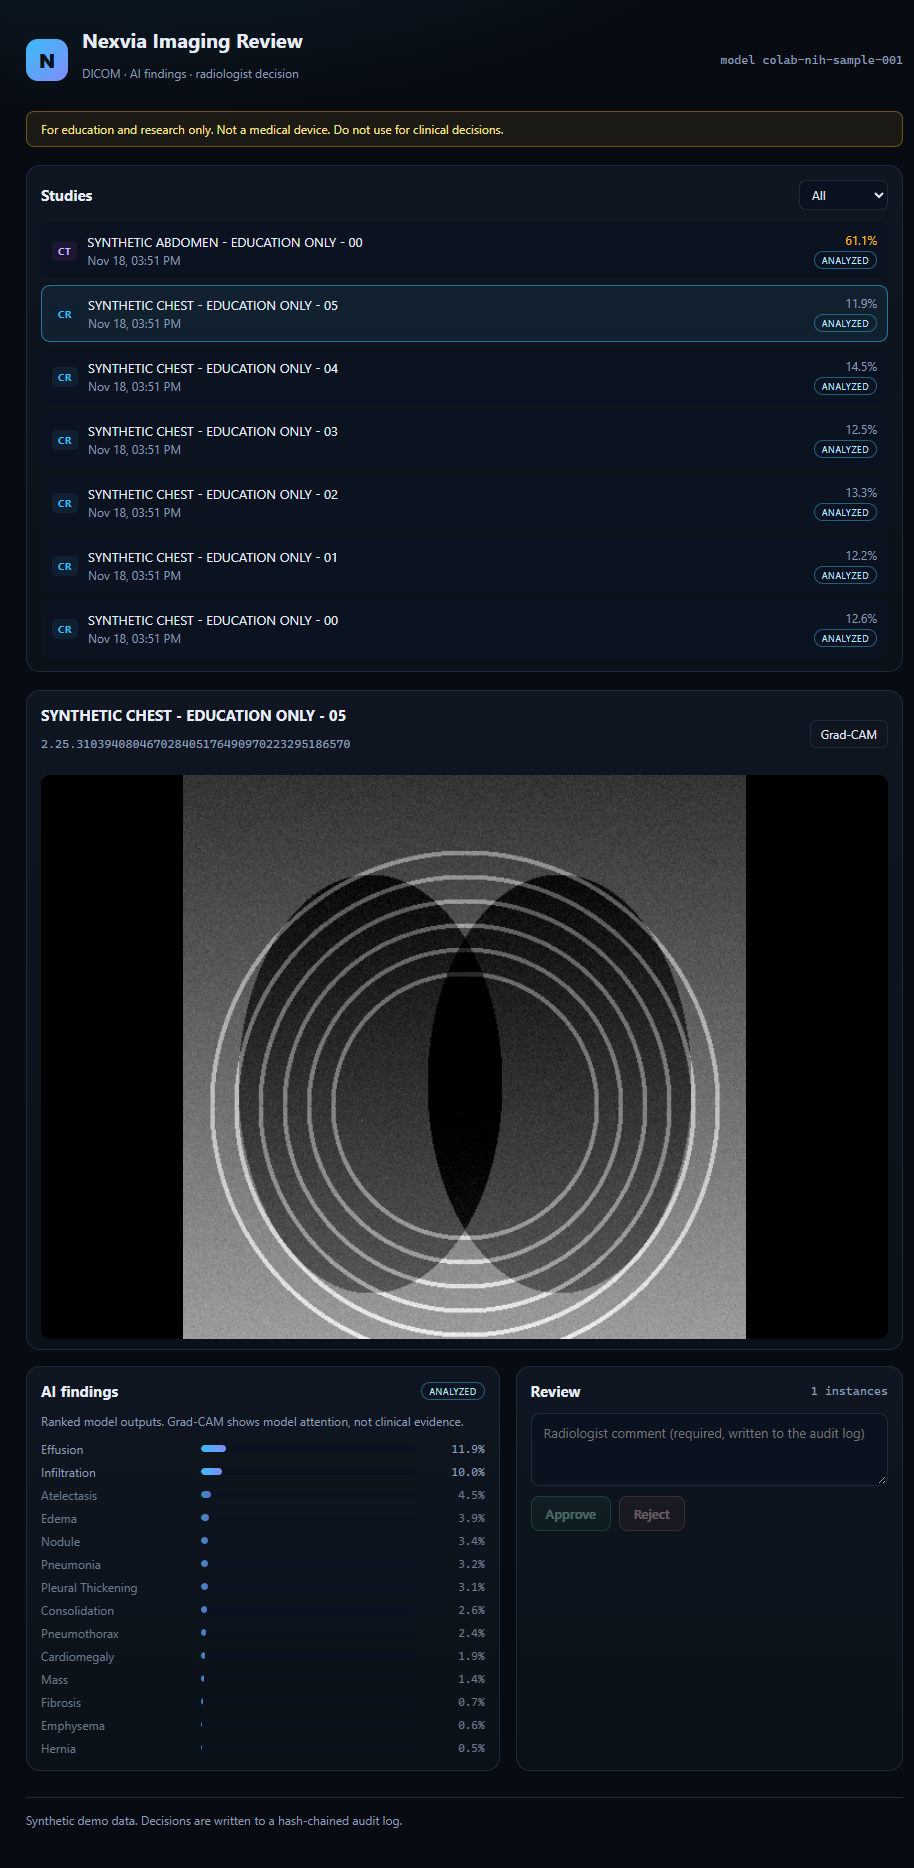 N
Nexvia Imaging Review
DICOM · AI findings · radiologist decision
model colab-nih-sample-001
For education and research only. Not a medical device. Do not use for clinical decisions.
Studies
All
CT
SYNTHETIC ABDOMEN - EDUCATION ONLY - 00
Nov 18, 03:51 PM
61.1%
ANALYZED
CR
SYNTHETIC CHEST - EDUCATION ONLY - 05
Nov 18, 03:51 PM
11.9%
ANALYZED
CR
SYNTHETIC CHEST - EDUCATION ONLY - 04
Nov 18, 03:51 PM
14.5%
ANALYZED
CR
SYNTHETIC CHEST - EDUCATION ONLY - 03
Nov 18, 03:51 PM
12.5%
ANALYZED
CR
SYNTHETIC CHEST - EDUCATION ONLY - 02
Nov 18, 03:51 PM
13.3%
ANALYZED
CR
SYNTHETIC CHEST - EDUCATION ONLY - 01
Nov 18, 03:51 PM
12.2%
ANALYZED
CR
SYNTHETIC CHEST - EDUCATION ONLY - 00
Nov 18, 03:51 PM
12.6%
ANALYZED
SYNTHETIC CHEST - EDUCATION ONLY - 05
2.25.310394080467028405176490970223295186570
Grad-CAM
AI findings
ANALYZED
Ranked model outputs. Grad-CAM shows model attention, not clinical evidence.
Effusion 11.9%
Infiltration 10.0%
Atelectasis 4.5%
Edema 3.9%
Nodule 3.4%
Pneumonia 3.2%
Pleural Thickening 3.1%
Consolidation 2.6%
Pneumothorax 2.4%
Cardiomegaly 1.9%
Mass 1.4%
Fibrosis 0.7%
Emphysema 0.6%
Hernia 0.5%
Review
1 instances
Radiologist comment (required, written to the audit log)
Approve
Reject
Synthetic demo data. Decisions are written to a hash-chained audit log.